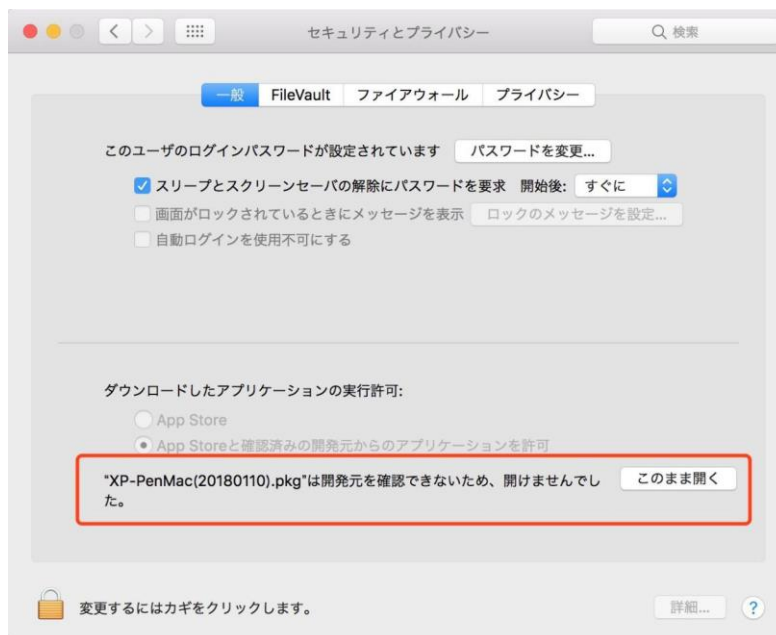 セキュリティとプライバシー
検索
一般 FileVault ファイアウォール プライバシー
このユーザのログインパスワードが設定されています パスワードを変更...
スリープとスクリーンセーバの解除にパスワードを要求 開始後: すぐに
画面がロックされているときにメッセージを表示 ロックのメッセージを設定...
自動ログインを使用不可にする
ダウンロードしたアプリケーションの実行許可:
App Store
App Storeと確認済みの開発元からのアプリケーションを許可
"XP-PenMac(20180110).pkg"は開発元を確認できないため、開けませんでし
た。
このまま開く
変更するにはカギをクリックします。
詳細... ?